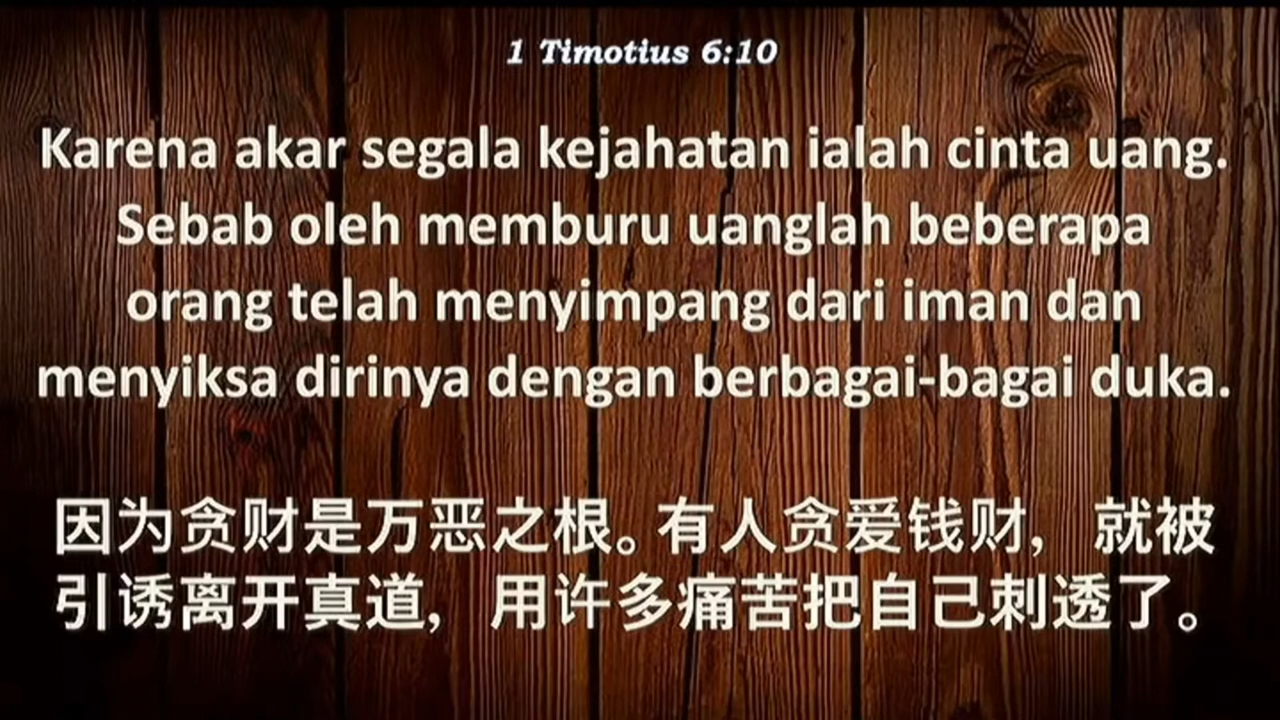 1 Timotius 6:10
Karena akar segala kejahatan ialah cinta uang.
Sebab oleh memburu uanglah beberapa
orang telah menyimpang dari iman dan
menyiksa dirinya dengan berbagai-bagai duka.
因为贪财是万恶之根。有人贪爱钱财, 就被
引诱离开真道, 用许多痛苦把自己刺透了。